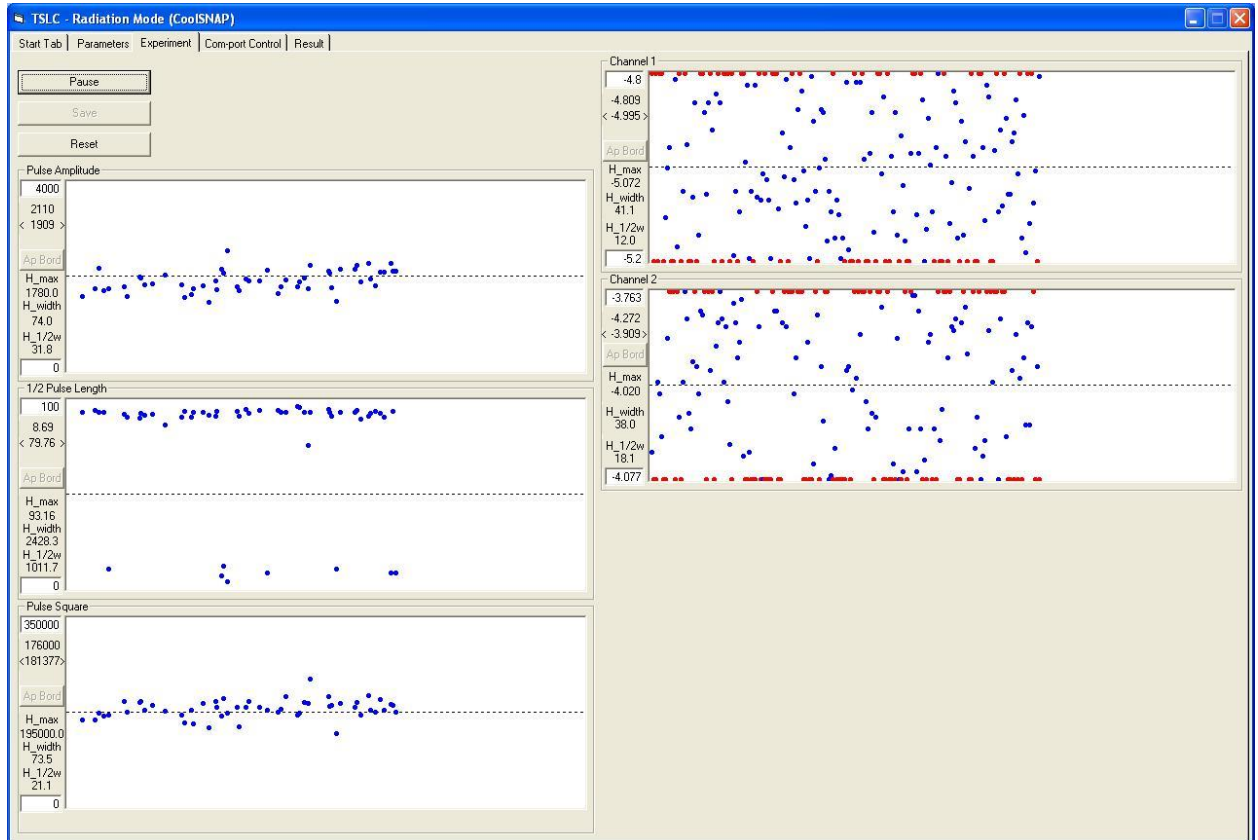 TSLC - Radiation Mode (CoolSNAP)
Start Tab Parameters Experiment Com-port Control Result
Pause
Save
Reset
Pulse Amplitude
4000
2110
< 1909 >
Ap Bord
H_max
1780.0
H_width
74.0
H_1/2w
31.8
0
1/2 Pulse Length
100
8.69
< 79.76 >
Ap Bord
H_max
93.16
H_width
2428.3
H_1/2w
1011.7
0
Pulse Square
350000
176000
<181377>
Ap Bord
H_max
195000.0
H_width
73.5
H_1/2w
21.1
0
Channel 1
-4.8
-4.809
< -4.995 >
Ap Bord
H_max
-5.072
H_width
41.1
H_1/2w
12.0
-5.2
Channel 2
-3.763
-4.272
< -3.909 >
Ap Bord
H_max
-4.020
H_width
38.0
H_1/2w
18.1
-4.077